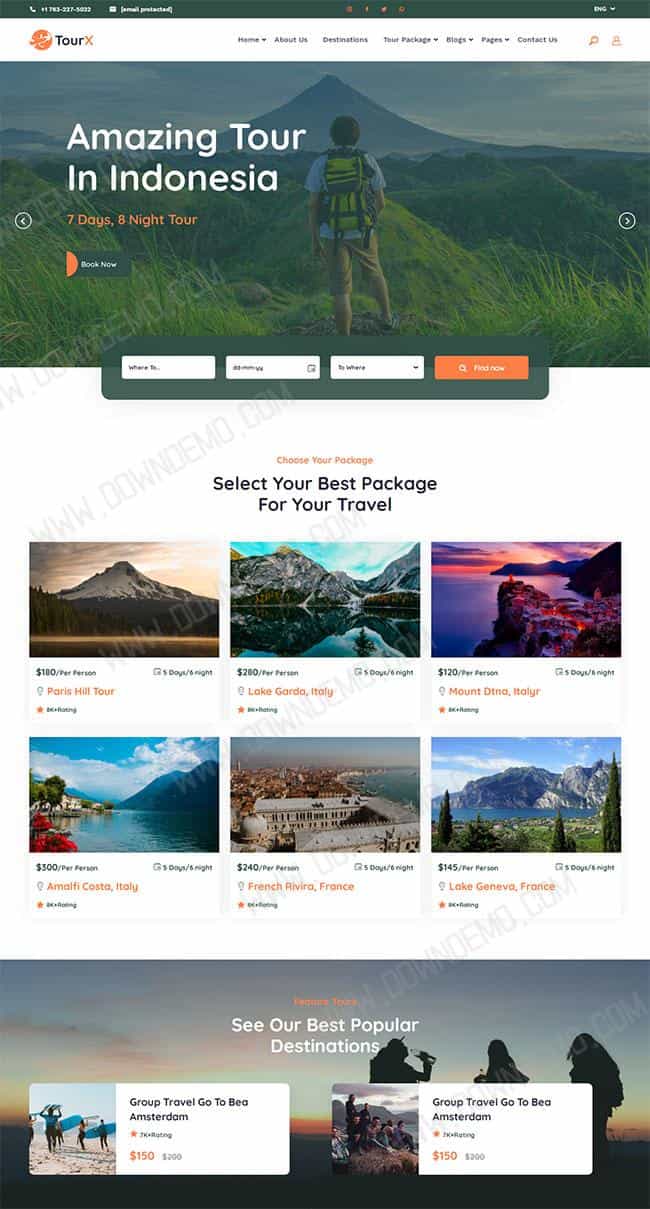 +1 763-227-5032
[email protected]
ENG
TourX
Home
About Us
Destinations
Tour Package
Blogs
Pages
Contact Us
Amazing Tour
In Indonesia
7 Days, 8 Night Tour
Book Now
Where To..
dd-mm-yy
To Where
Find now
Choose Your Package
Select Your Best Package
For Your Travel
$180/Per Person
5 Days/6 night
Paris Hill Tour
8K+Rating
$280/Per Person
5 Days/6 night
Lake Garda, Italy
8K+Rating
$120/Per Person
5 Days/6 night
Mount Dtna, Italyr
8K+Rating
$300/Per Person
5 Days/6 night
Amalfi Costa, Italy
8K+Rating
$240/Per Person
5 Days/6 night
French Rivira, France
8K+Rating
$145/Per Person
5 Days/6 night
Lake Geneva, France
8K+Rating
Feature Tours
See Our Best Popular
Destinations
Group Travel Go To Bea
Amsterdam
7K+Rating
$150 $200
Group Travel Go To Bea
Amsterdam
7K+Rating
$150 $200
WWW.DOWNDEMO.COM